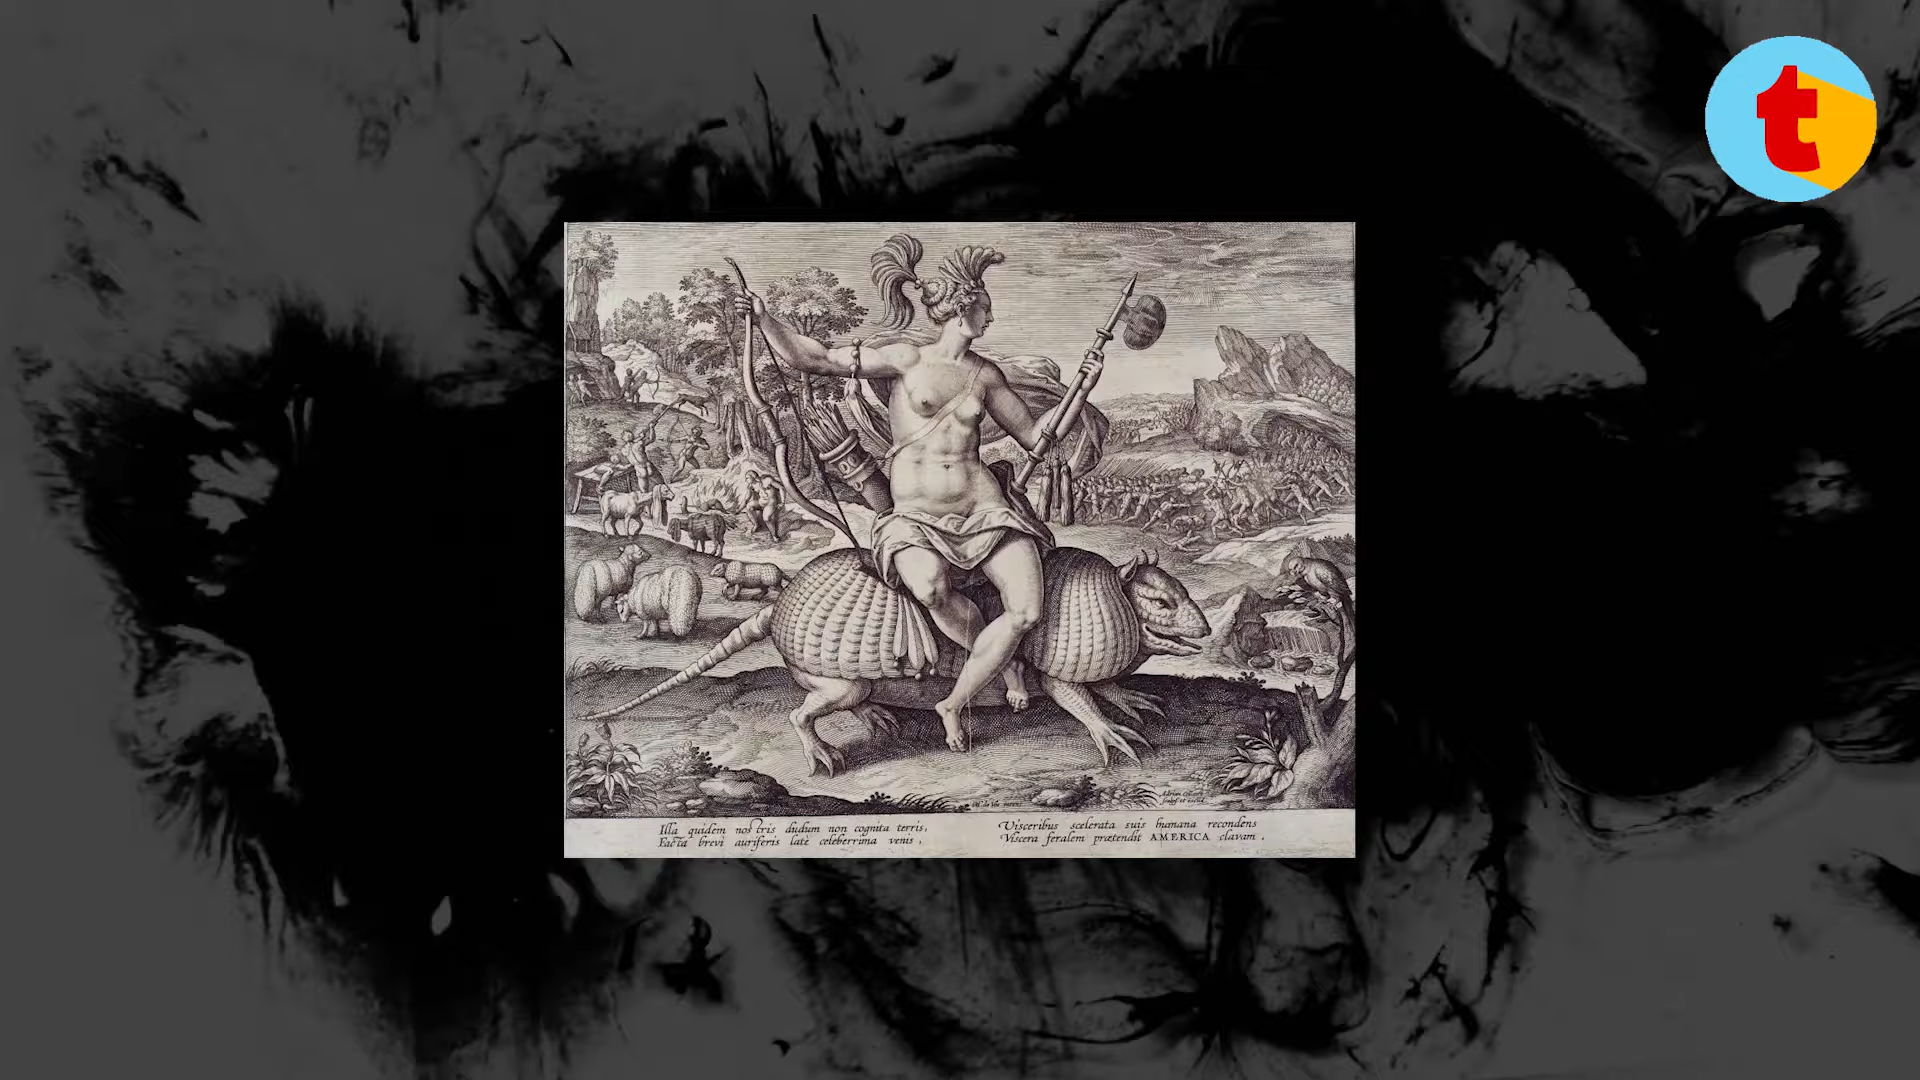 t
Illa quidem nostris dudum non cognita terris,
Facta brevi auriferis late celeberrima venis,
Visceribus scelerata suis humana recondens
Viscera feralem prætendit AMERICA clavam.